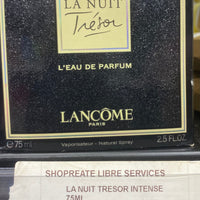 LA NUIT
Trésor
L'EAU DE PARFUM
LANCÔME
PARIS
℮ 75 ml
Vaporisateur - Natural Spray
2.5 FL.OZ.
SHOPREATE LIBRE SERVICES
LA NUIT TRESOR INTENSE
75ML